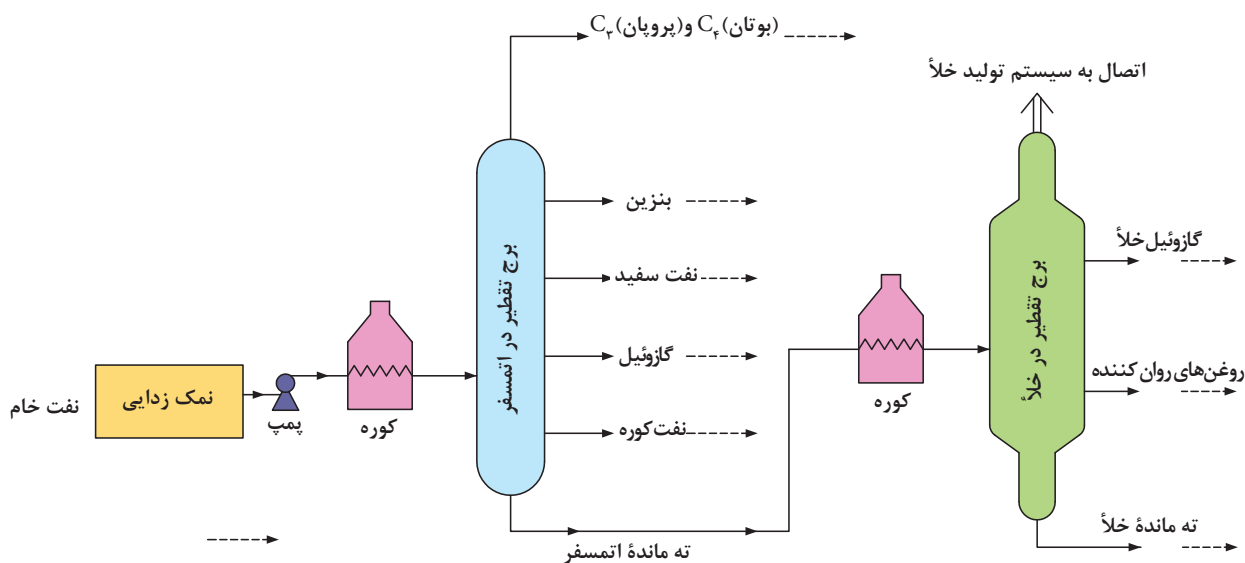 C₃(پروپان) و C₄(بوتان)
اتصال به سیستم تولید خلأ
بنزین
نفت سفید
گازوئیل
نفت کوره
برج تقطیر در اتمسفر
گازوئیل خلأ
روغن‌های روان کننده
برج تقطیر در خلأ
نفت خام
نمک زدایی
پمپ
کوره
کوره
ته ماندهٔ اتمسفر
ته ماندهٔ خلأ